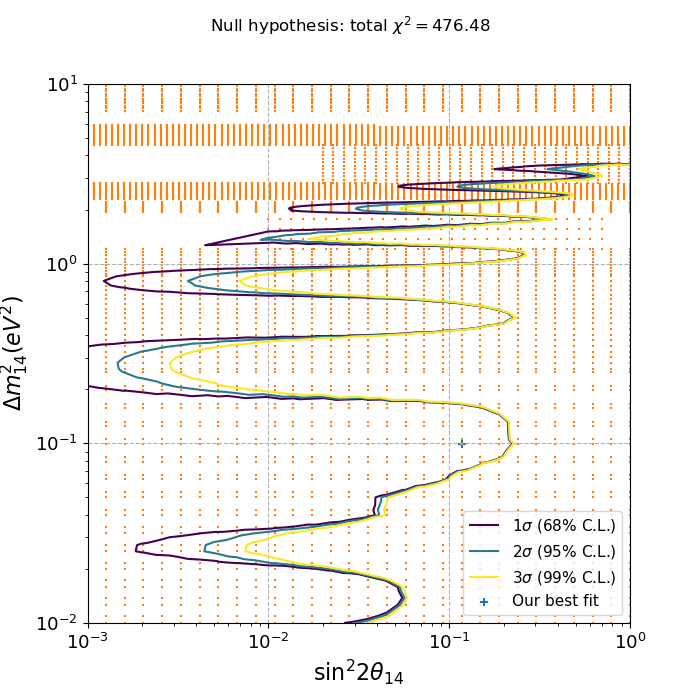 Null hypothesis: total χ² = 476.48
10¹
10⁰
10⁻¹
10⁻²
Δm²₁₄(eV²)
10⁻³
10⁻²
10⁻¹
10⁰
sin²2θ₁₄
1σ (68% C.L.)
2σ (95% C.L.)
3σ (99% C.L.)
Our best fit